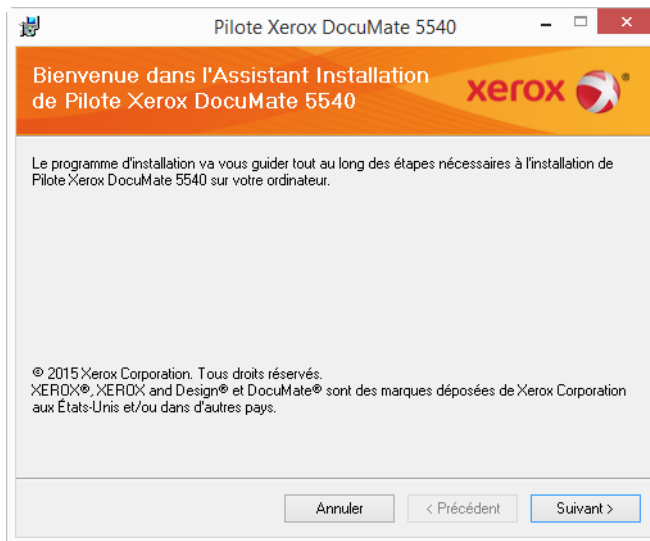 Pilote Xerox DocuMate 5540
Bienvenue dans l'Assistant Installation
de Pilote Xerox DocuMate 5540
xerox
Le programme d'installation va vous guider tout au long des étapes nécessaires à l'installation de
Pilote Xerox DocuMate 5540 sur votre ordinateur.
© 2015 Xerox Corporation. Tous droits réservés.
XEROX®, XEROX and Design® et DocuMate® sont des marques déposées de Xerox Corporation
aux États-Unis et/ou dans d'autres pays.
Annuler
< Précédent
Suivant >